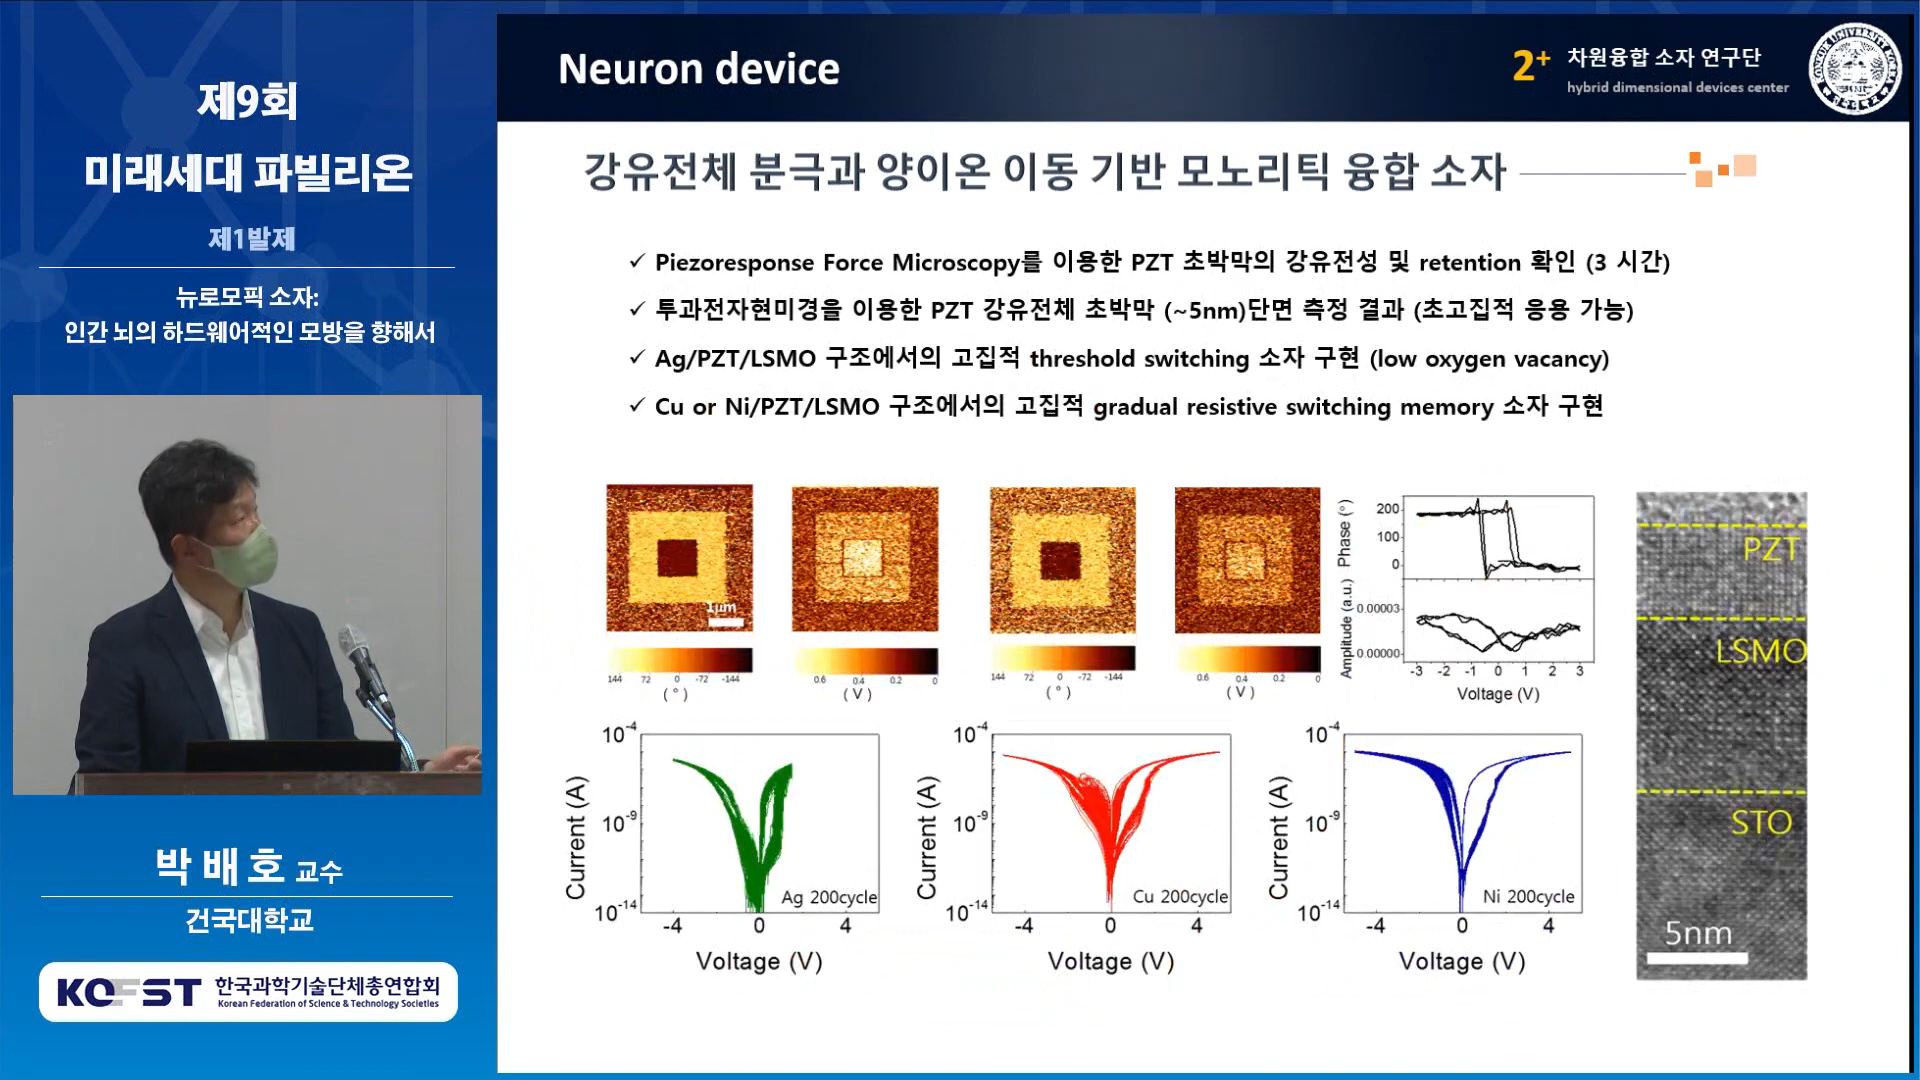 제9회
미래세대 파빌리온
제1발제
뉴로모픽 소자:
인간 뇌의 하드웨어적인 모방을 향해서
박 배 호 교수
건국대학교
KOFST 한국과학기술단체총연합회
Korean Federation of Science & Technology Societies
Neuron device
2+ 차원융합 소자 연구단
hybrid dimensional devices center
강유전체 분극과 양이온 이동 기반 모노리틱 융합 소자
✓ Piezoresponse Force Microscopy를 이용한 PZT 초박막의 강유전성 및 retention 확인 (3 시간)
✓ 투과전자현미경을 이용한 PZT 강유전체 초박막 (~5nm)단면 측정 결과 (초고집적 응용 가능)
✓ Ag/PZT/LSMO 구조에서의 고집적 threshold switching 소자 구현 (low oxygen vacancy)
✓ Cu or Ni/PZT/LSMO 구조에서의 고집적 gradual resistive switching memory 소자 구현
1μm
144 72 0 -72 -144
( ° )
0.6 0.4 0.2 0
( V )
144 72 0 -72 -144
( ° )
0.6 0.4 0.2 0
( V )
Phase (°)
200
100
0
Amplitude (a.u.)
0.00003
0.00000
-3 -2 -1 0 1 2 3
Voltage (V)
PZT
LSMO
STO
5nm
Current (A)
10-4
10-9
10-14
Ag 200cycle
-4 0 4
Voltage (V)
Current (A)
10-4
10-9
10-14
Cu 200cycle
-4 0 4
Voltage (V)
Current (A)
10-4
10-9
10-14
Ni 200cycle
-4 0 4
Voltage (V)